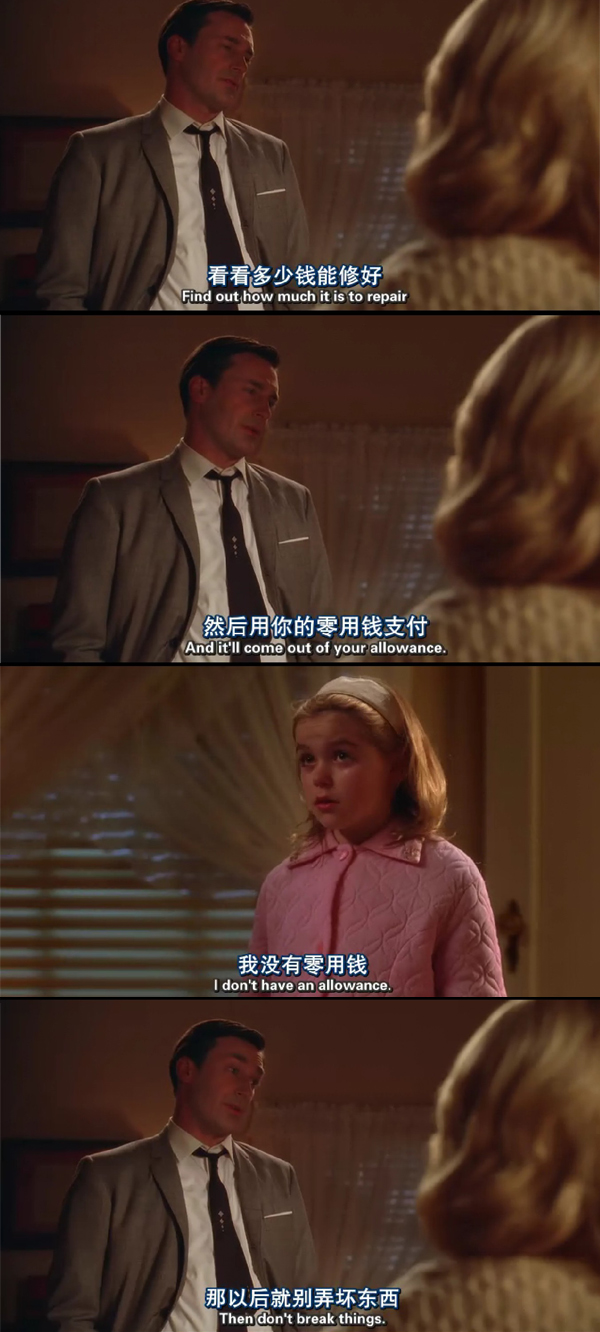 看看多少钱能修好
Find out how much it is to repair
然后用你的零用钱支付
And it'll come out of your allowance.
我没有零用钱
I don't have an allowance.
那以后就别弄坏东西
Then don't break things.